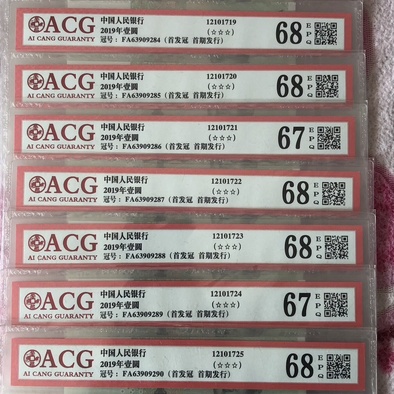 ACG
AI CANG GUARANTY
中国人民银行 12101719
2019年壹圆 (☆☆☆)
冠号: FA63909284 (首发冠 首期发行)
68 EPQ
ACG
AI CANG GUARANTY
中国人民银行 12101720
2019年壹圆 (☆☆☆)
冠号: FA63909285 (首发冠 首期发行)
68 EPQ
ACG
AI CANG GUARANTY
中国人民银行 12101721
2019年壹圆 (☆☆☆)
冠号: FA63909286 (首发冠 首期发行)
67 EPQ
ACG
AI CANG GUARANTY
中国人民银行 12101722
2019年壹圆 (☆☆☆)
冠号: FA63909287 (首发冠 首期发行)
68 EPQ
ACG
AI CANG GUARANTY
中国人民银行 12101723
2019年壹圆 (☆☆☆)
冠号: FA63909288 (首发冠 首期发行)
68 EPQ
ACG
AI CANG GUARANTY
中国人民银行 12101724
2019年壹圆 (☆☆☆)
冠号: FA63909289 (首发冠 首期发行)
67 EPQ
ACG
AI CANG GUARANTY
中国人民银行 12101725
2019年壹圆 (☆☆☆)
冠号: FA63909290 (首发冠 首期发行)
68 EPQ